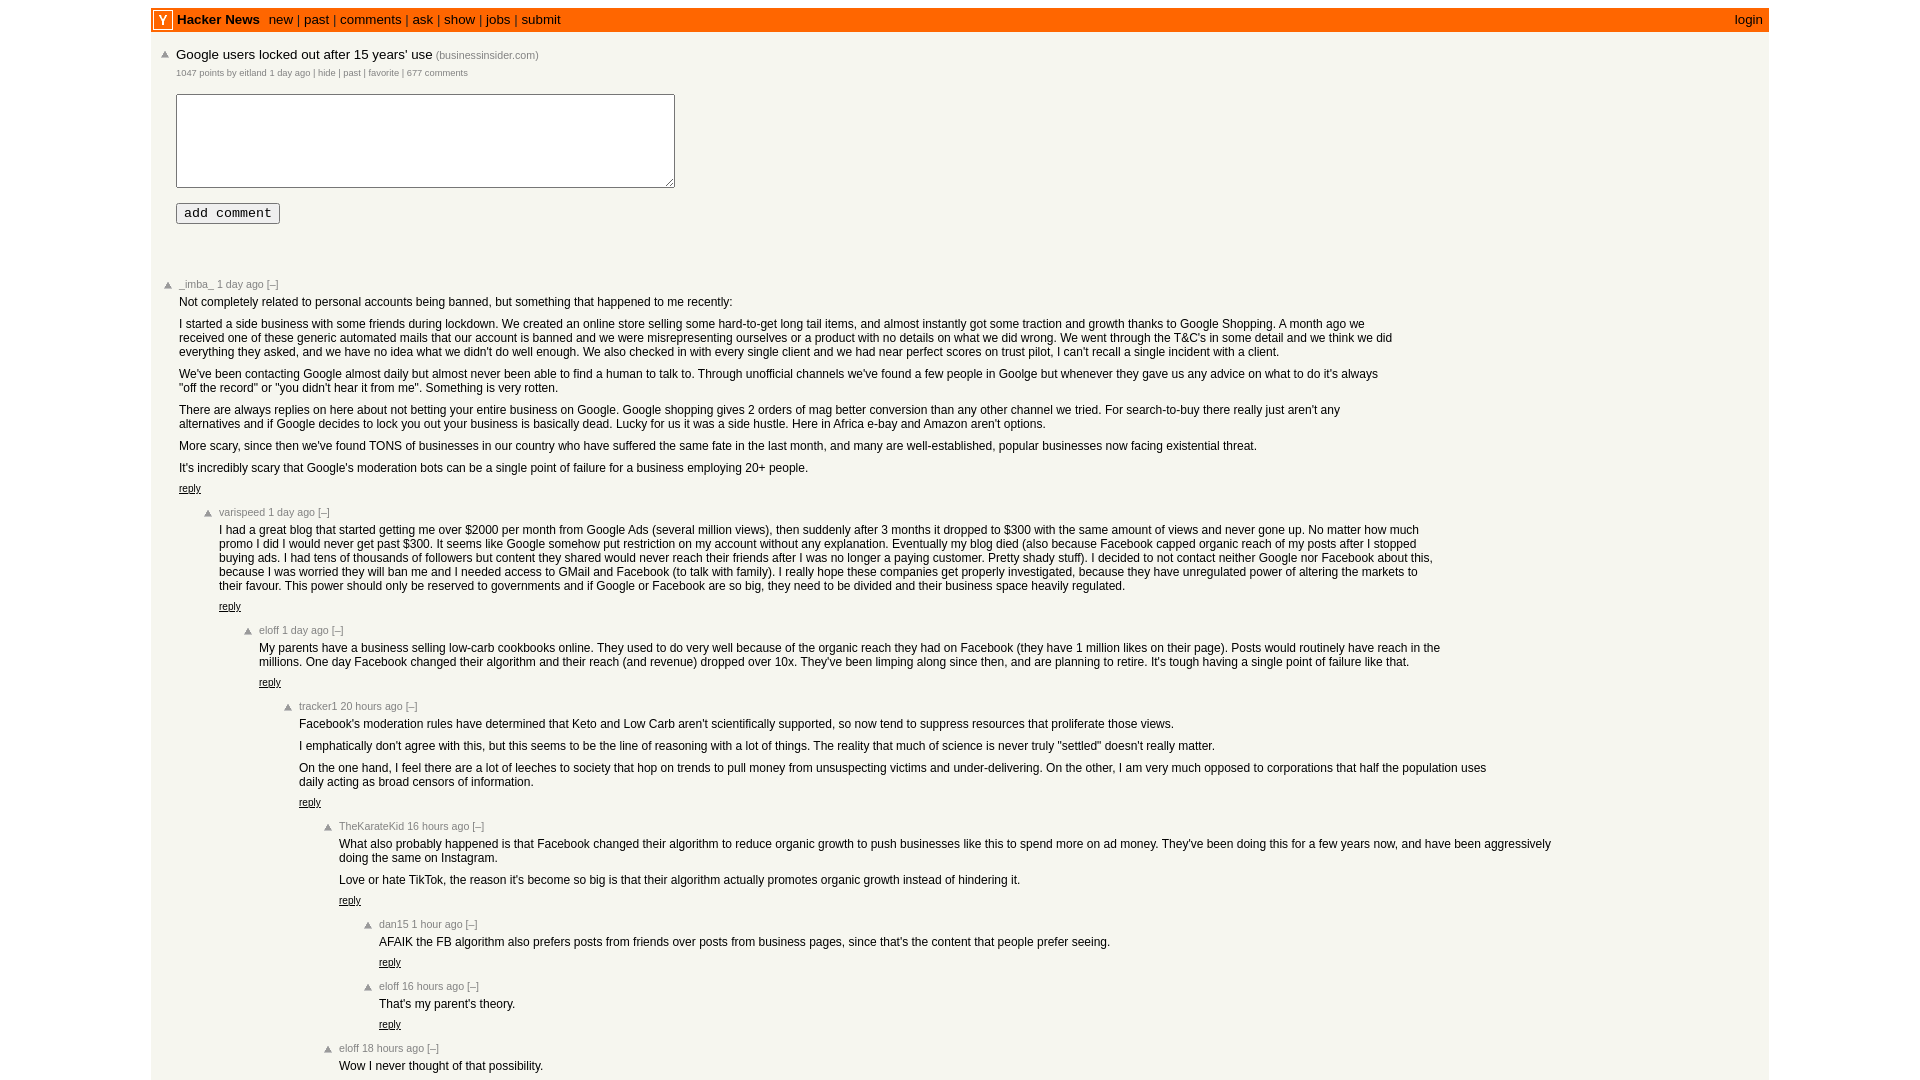 Y Hacker News new | past | comments | ask | show | jobs | submit login
Google users locked out after 15 years' use (businessinsider.com)
1047 points by eitland 1 day ago | hide | past | favorite | 677 comments
add comment
_imba_ 1 day ago [–]
Not completely related to personal accounts being banned, but something that happened to me recently:
I started a side business with some friends during lockdown. We created an online store selling some hard-to-get long tail items, and almost instantly got some traction and growth thanks to Google Shopping. A month ago we
received one of these generic automated mails that our account is banned and we were misrepresenting ourselves or a product with no details on what we did wrong. We went through the T&C's in some detail and we think we did
everything they asked, and we have no idea what we didn't do well enough. We also checked in with every single client and we had near perfect scores on trust pilot, I can't recall a single incident with a client.
We've been contacting Google almost daily but almost never been able to find a human to talk to. Through unofficial channels we've found a few people in Goolge but whenever they gave us any advice on what to do it's always
"off the record" or "you didn't hear it from me". Something is very rotten.
There are always replies on here about not betting your entire business on Google. Google shopping gives 2 orders of mag better conversion than any other channel we tried. For search-to-buy there really just aren't any
alternatives and if Google decides to lock you out your business is basically dead. Lucky for us it was a side hustle. Here in Africa e-bay and Amazon aren't options.
More scary, since then we've found TONS of businesses in our country who have suffered the same fate in the last month, and many are well-established, popular businesses now facing existential threat.
It's incredibly scary that Google's moderation bots can be a single point of failure for a business employing 20+ people.
reply
varispeed 1 day ago [–]
I had a great blog that started getting me over $2000 per month from Google Ads (several million views), then suddenly after 3 months it dropped to $300 with the same amount of views and never gone up. No matter how much
promo I did I would never get past $300. It seems like Google somehow put restriction on my account without any explanation. Eventually my blog died (also because Facebook capped organic reach of my posts after I stopped
buying ads. I had tens of thousands of followers but content they shared would never reach their friends after I was no longer a paying customer. Pretty shady stuff). I decided to not contact neither Google nor Facebook about this,
because I was worried they will ban me and I needed access to GMail and Facebook (to talk with family). I really hope these companies get properly investigated, because they have unregulated power of altering the markets to
their favour. This power should only be reserved to governments and if Google or Facebook are so big, they need to be divided and their business space heavily regulated.
reply
eloff 1 day ago [–]
My parents have a business selling low-carb cookbooks online. They used to do very well because of the organic reach they had on Facebook (they have 1 million likes on their page). Posts would routinely have reach in the
millions. One day Facebook changed their algorithm and their reach (and revenue) dropped over 10x. They've been limping along since then, and are planning to retire. It's tough having a single point of failure like that.
reply
tracker1 20 hours ago [–]
Facebook's moderation rules have determined that Keto and Low Carb aren't scientifically supported, so now tend to suppress resources that proliferate those views.
I emphatically don't agree with this, but this seems to be the line of reasoning with a lot of things. The reality that much of science is never truly "settled" doesn't really matter.
On the one hand, I feel there are a lot of leeches to society that hop on trends to pull money from unsuspecting victims and under-delivering. On the other, I am very much opposed to corporations that half the population uses
daily acting as broad censors of information.
reply
TheKarateKid 16 hours ago [–]
What also probably happened is that Facebook changed their algorithm to reduce organic growth to push businesses like this to spend more on ad money. They've been doing this for a few years now, and have been aggressively
doing the same on Instagram.
Love or hate TikTok, the reason it's become so big is that their algorithm actually promotes organic growth instead of hindering it.
reply
dan15 1 hour ago [–]
AFAIK the FB algorithm also prefers posts from friends over posts from business pages, since that's the content that people prefer seeing.
reply
eloff 16 hours ago [–]
That's my parent's theory.
reply
eloff 18 hours ago [–]
Wow I never thought of that possibility.